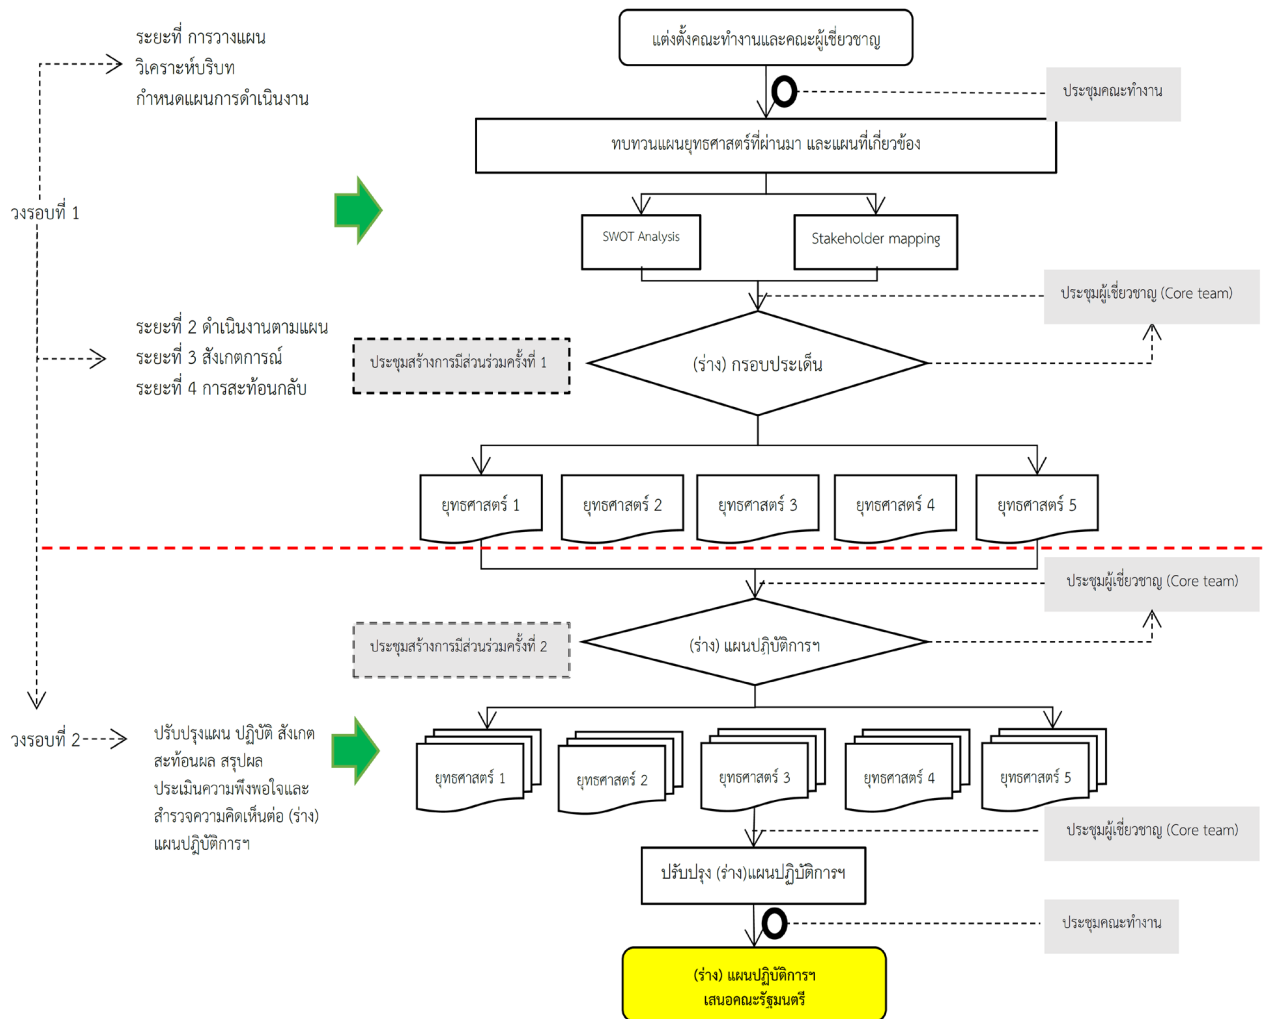 แต่งตั้งคณะทำงานและคณะผู้เชี่ยวชาญ
ระยะที่ การวางแผน
วิเคราะห์บริบท
กำหนดแผนการดำเนินงาน
ประชุมคณะทำงาน
ทบทวนแผนยุทธศาสตร์ที่ผ่านมา และแผนที่เกี่ยวข้อง
วงรอบที่ 1
SWOT Analysis
Stakeholder mapping
ประชุมผู้เชี่ยวชาญ (Core team)
ระยะที่ 2 ดำเนินงานตามแผน
ระยะที่ 3 สังเกตการณ์
ระยะที่ 4 การสะท้อนกลับ
ประชุมสร้างการมีส่วนร่วมครั้งที่ 1
(ร่าง) กรอบประเด็น
ยุทธศาสตร์ 1
ยุทธศาสตร์ 2
ยุทธศาสตร์ 3
ยุทธศาสตร์ 4
ยุทธศาสตร์ 5
ประชุมผู้เชี่ยวชาญ (Core team)
ประชุมสร้างการมีส่วนร่วมครั้งที่ 2
(ร่าง) แผนปฏิบัติการฯ
วงรอบที่ 2
ปรับปรุงแผน ปฏิบัติ สังเกต
สะท้อนผล สรุปผล
ประเมินความพึงพอใจและ
สำรวจความคิดเห็นต่อ (ร่าง)
แผนปฏิบัติการฯ
ยุทธศาสตร์ 1
ยุทธศาสตร์ 2
ยุทธศาสตร์ 3
ยุทธศาสตร์ 4
ยุทธศาสตร์ 5
ประชุมผู้เชี่ยวชาญ (Core team)
ปรับปรุง (ร่าง)แผนปฏิบัติการฯ
ประชุมคณะทำงาน
(ร่าง) แผนปฏิบัติการฯ
เสนอคณะรัฐมนตรี